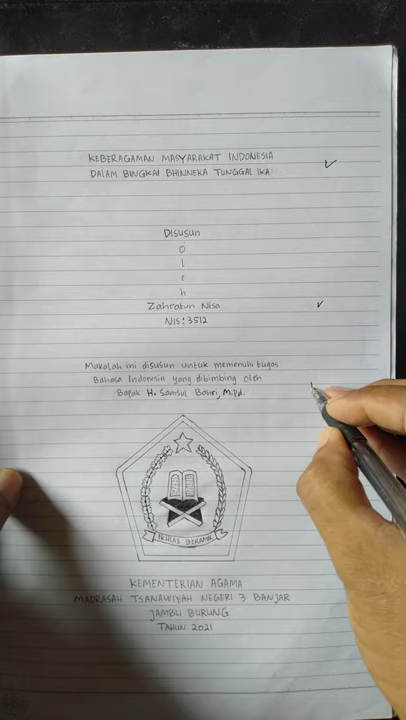 KEBERAGAMAN MASYARAKAT INDONESIA
DALAM BINGKAI BHINNEKA TUNGGAL IKA
Disusun
O
l
e
h
Zahratun Nisa
NIS: 3512
Makalah ini disusun untuk memenuhi tugas
Bahasa Indonesia yang dibimbing oleh
Bapak H. Samsul Bahri, M.Pd.
IKHLAS BERAMAL
KEMENTERIAN AGAMA
MADRASAH TSANAWIYAH NEGERI 3 BANJAR
JAMBU BURUNG
TAHUN 2021